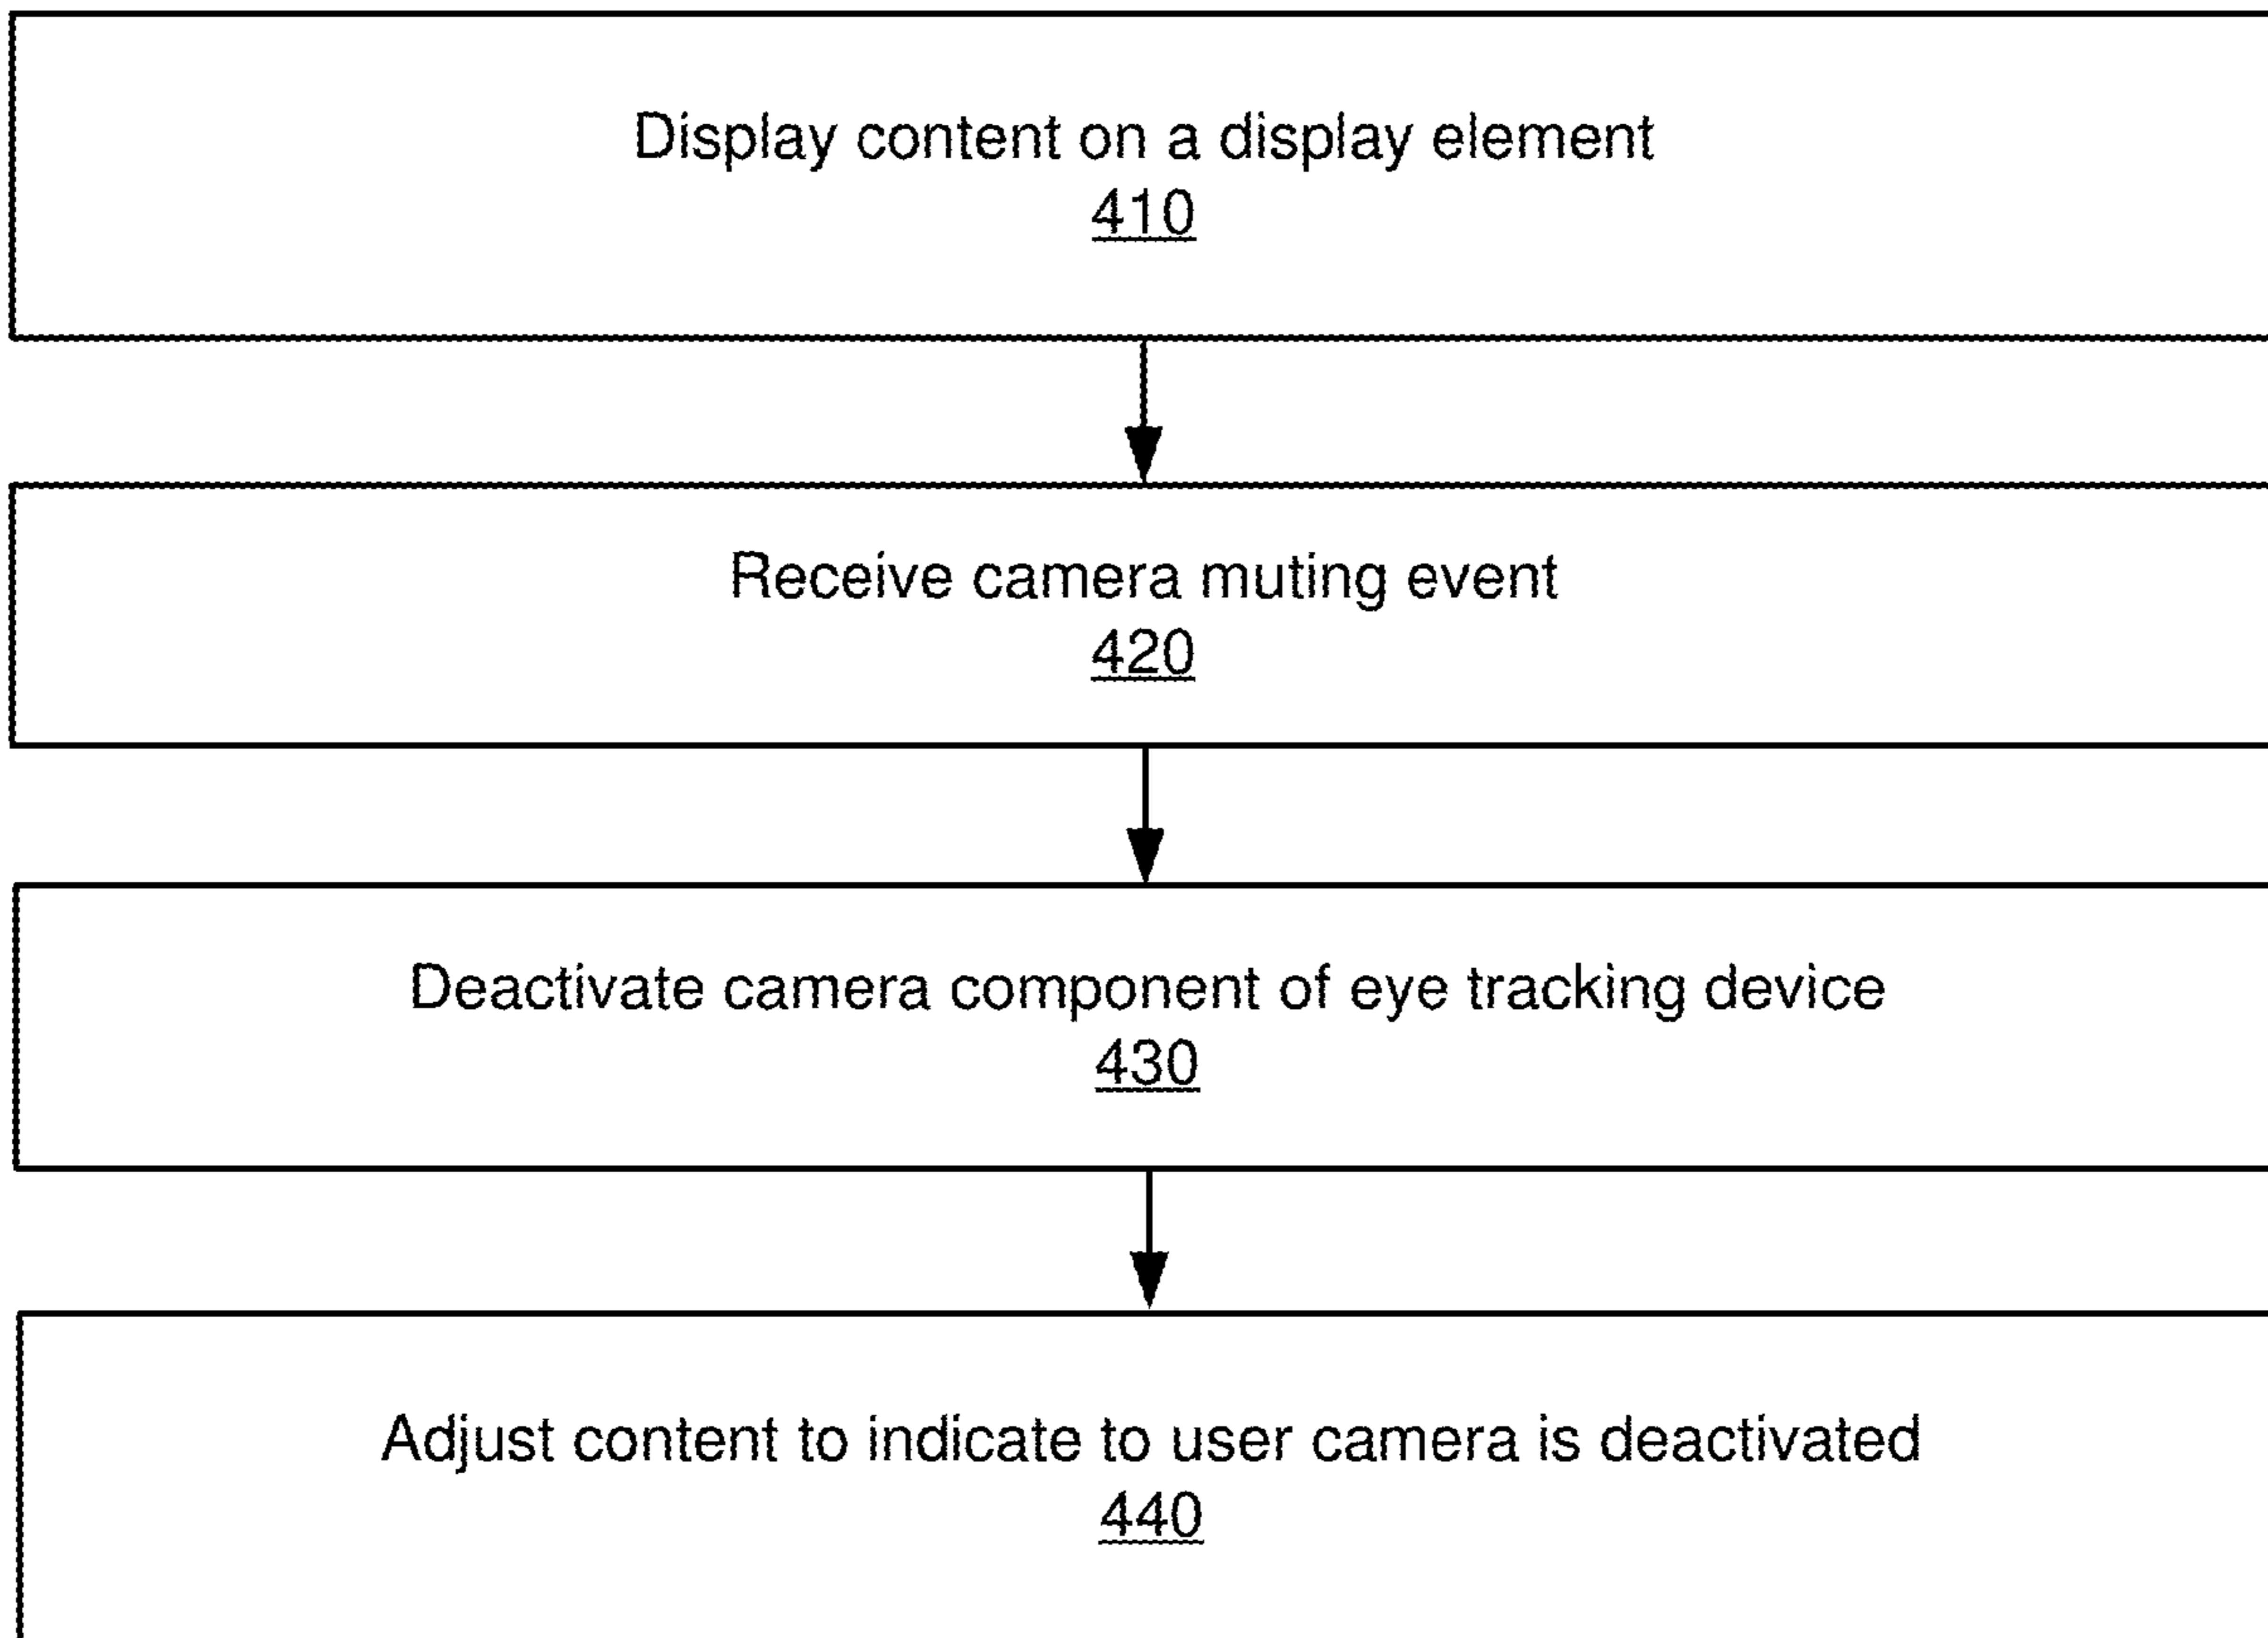 Display content on a display element
410
Receive camera muting event
420
Deactivate camera component of eye tracking device
430
Adjust content to indicate to user camera is deactivated
440